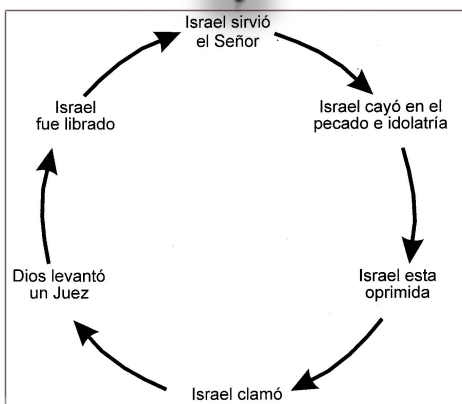 Israel sirvió
el Señor
Israel cayó en el
pecado e idolatría
Israel esta
oprimida
Israel clamó
Dios levantó
un Juez
Israel
fue librado